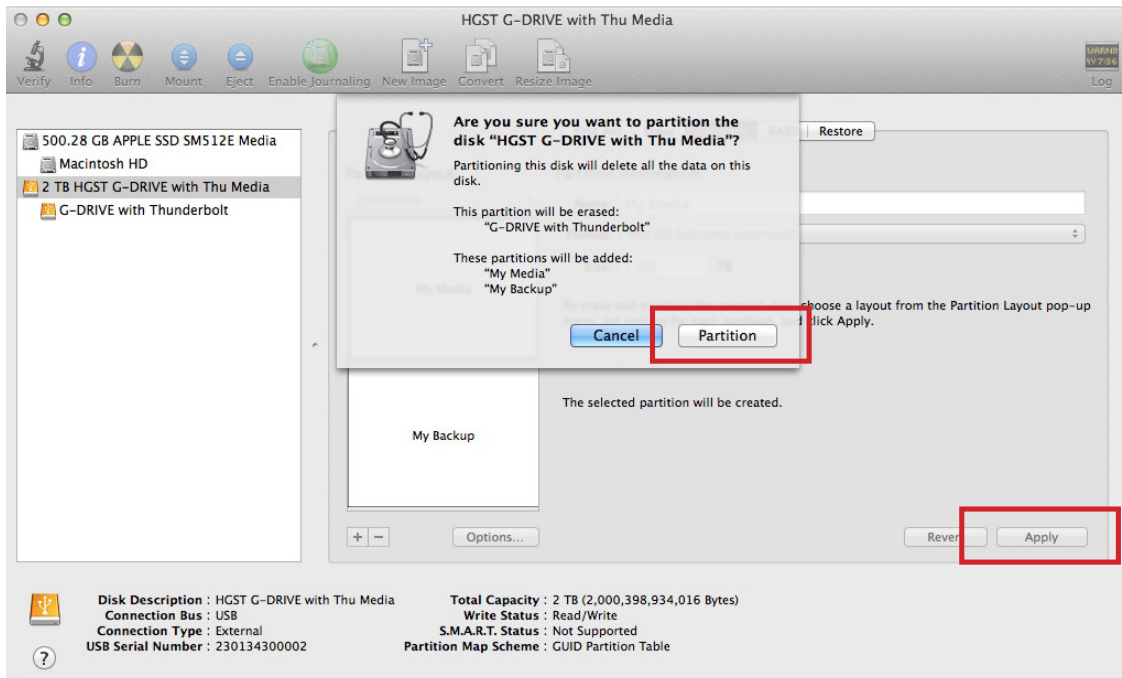 HGST G-DRIVE with Thu Media
Verify Info Burn Mount Eject Enable Journaling New Image Convert Resize Image Log
500.28 GB APPLE SSD SM512E Media
Macintosh HD
2 TB HGST G-DRIVE with Thu Media
G-DRIVE with Thunderbolt
Restore
Are you sure you want to partition the
disk “HGST G-DRIVE with Thu Media”?
Partitioning this disk will delete all the data on this
disk.
This partition will be erased:
“G-DRIVE with Thunderbolt”
These partitions will be added:
“My Media”
“My Backup”
Cancel Partition
choose a layout from the Partition Layout pop-up
click Apply.
The selected partition will be created.
My Backup
+ − Options... Rever Apply
Disk Description : HGST G-DRIVE with Thu Media
Connection Bus : USB
Connection Type : External
USB Serial Number : 230134300002
Total Capacity : 2 TB (2,000,398,934,016 Bytes)
Write Status : Read/Write
S.M.A.R.T. Status : Not Supported
Partition Map Scheme : GUID Partition Table
?